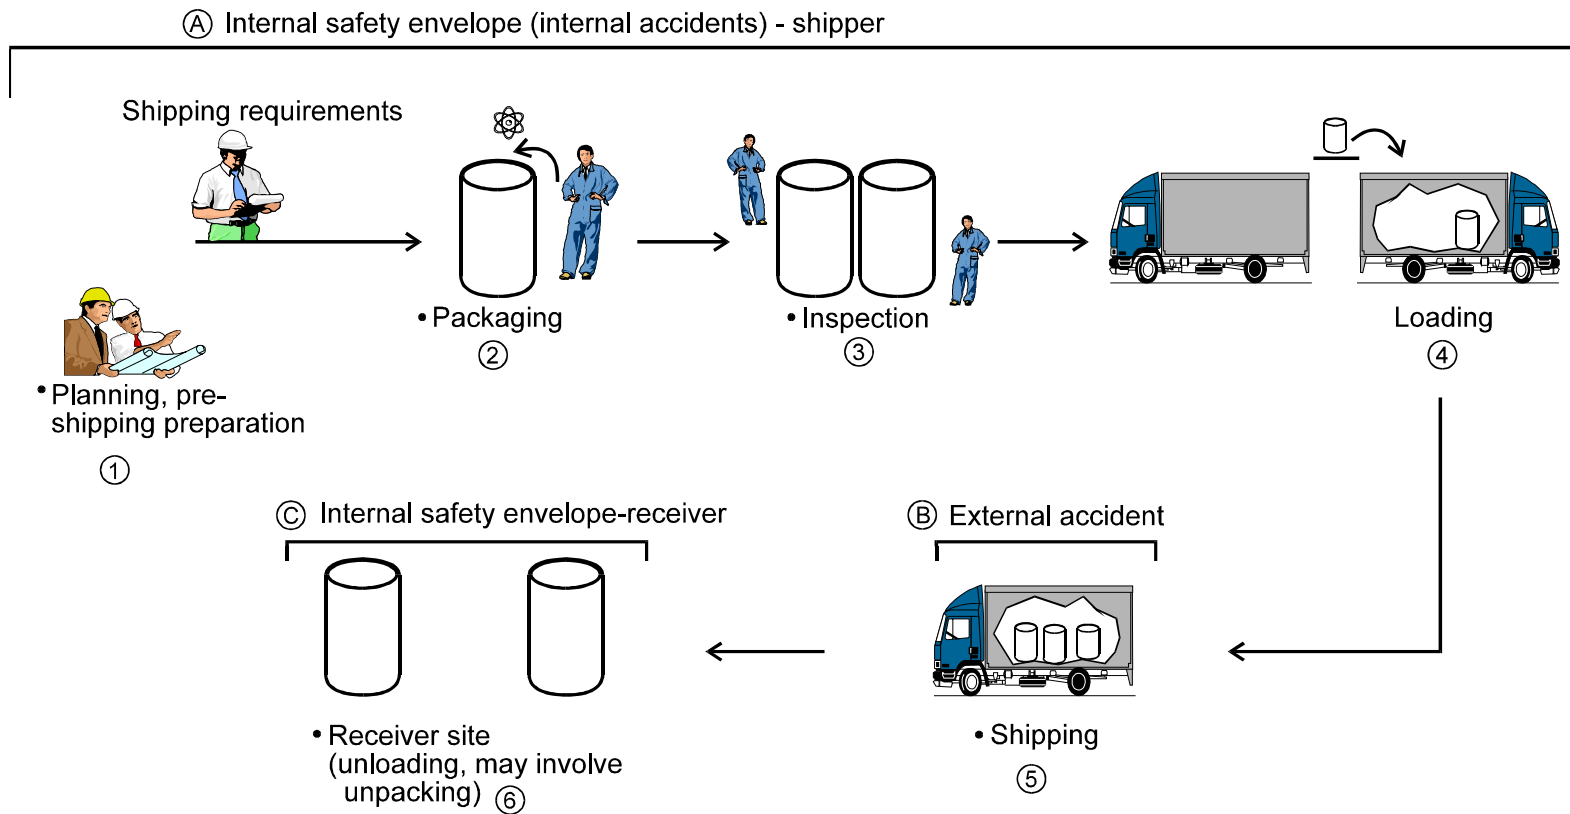 Ⓐ Internal safety envelope (internal accidents) - shipper
Shipping requirements
• Packaging
②
• Inspection
③
Loading
④
• Planning, pre-
shipping preparation
①
Ⓒ Internal safety envelope-receiver
Ⓑ External accident
• Receiver site
(unloading, may involve
unpacking) ⑥
• Shipping
⑤